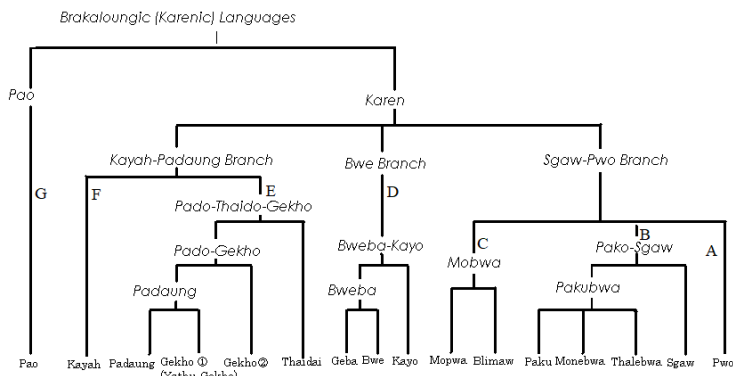 Brakaloungic (Karenic) Languages
Pao
Karen
Kayah-Padaung Branch
Bwe Branch
Sgaw-Pwo Branch
G
F
E
D
Pado-Thaido-Gekho
C
B
A
Pado-Gekho
Bweba-Kayo
Pako-Sgaw
Mobwa
Padaung
Bweba
Pakubwa
Pao Kayah Padaung Gekho ① Gekho② Thaidai Geba Bwe Kayo Mopwa Blimaw Paku Monebwa Thalebwa Sgaw Pwo
(Yathu Gekho)